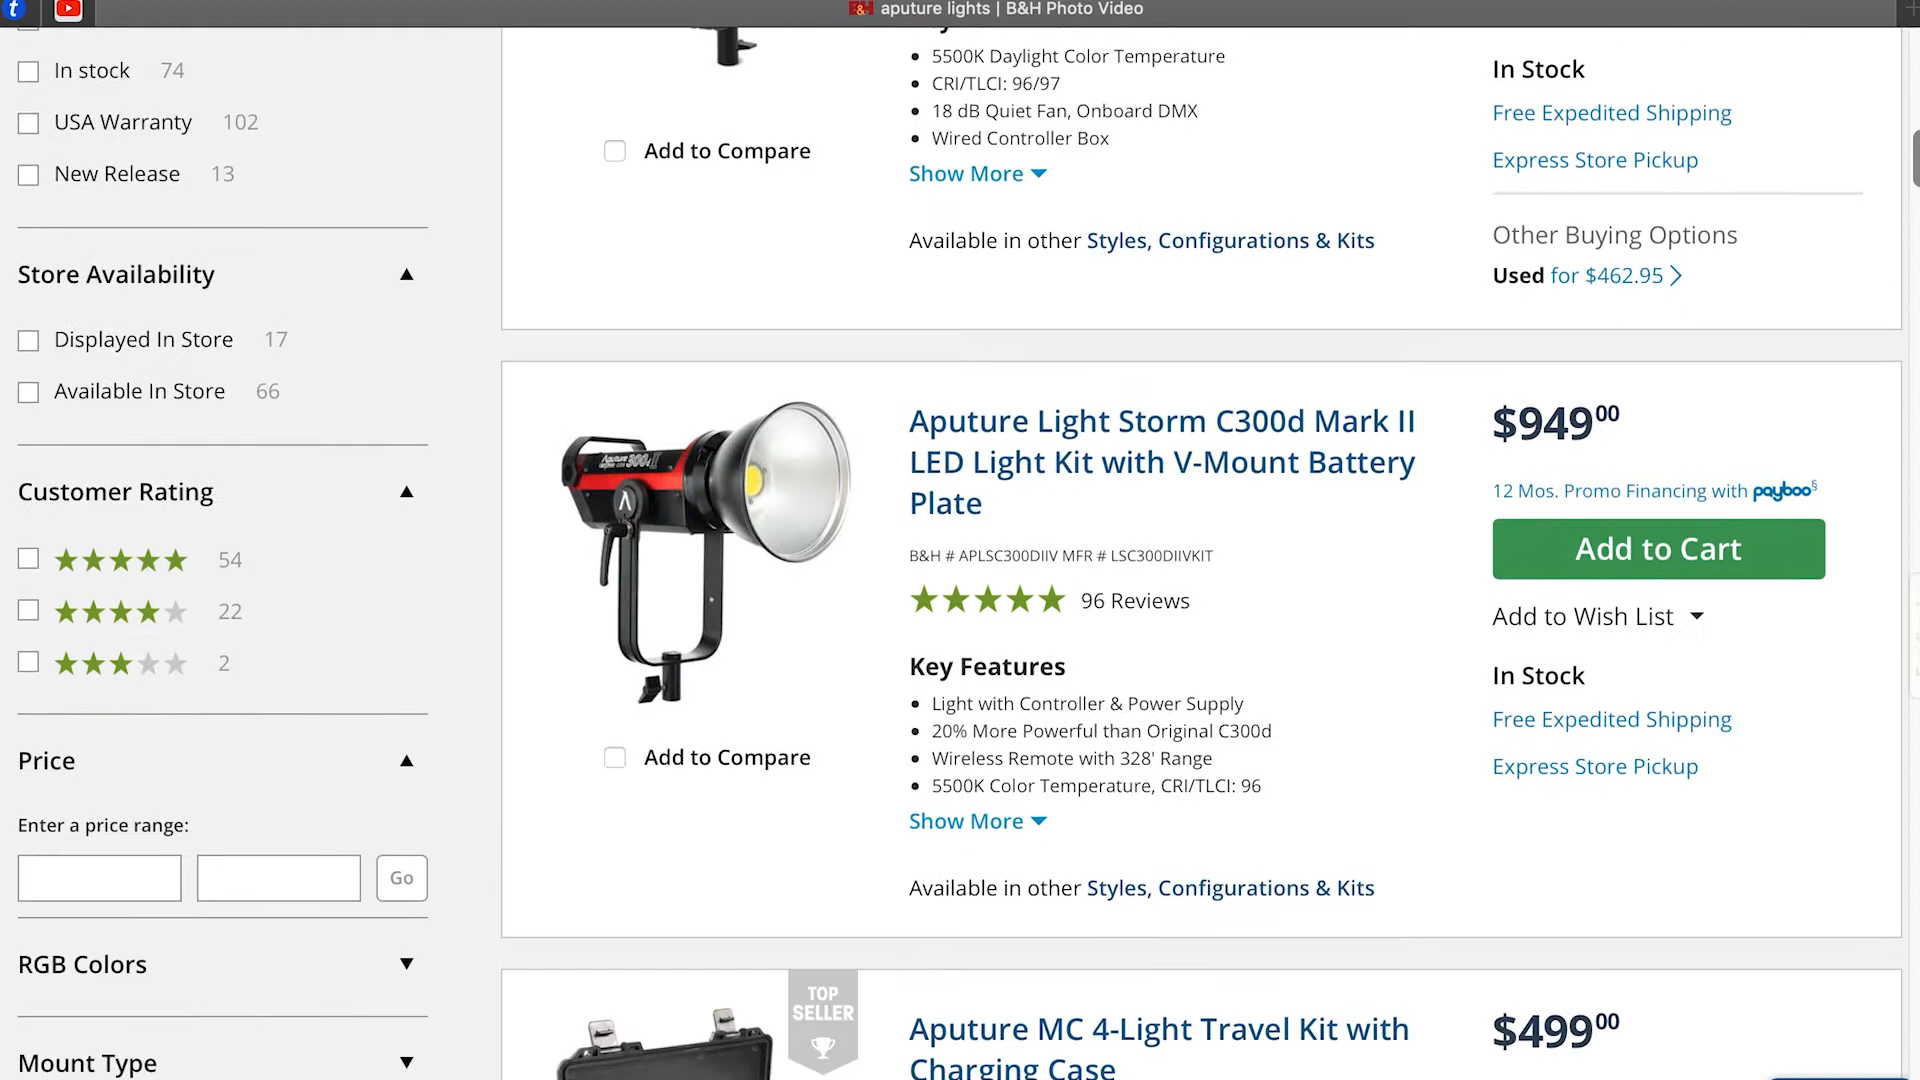 aputure lights | B&H Photo Video
In stock 74
USA Warranty 102
New Release 13
Store Availability
Displayed In Store 17
Available In Store 66
Customer Rating
54
22
2
Price
Enter a price range:
Go
RGB Colors
Mount Type
5500K Daylight Color Temperature
CRI/TLCI: 96/97
18 dB Quiet Fan, Onboard DMX
Wired Controller Box
Show More
Add to Compare
Available in other Styles, Configurations & Kits
In Stock
Free Expedited Shipping
Express Store Pickup
Other Buying Options
Used for $462.95
Aputure Light Storm C300d Mark II
LED Light Kit with V-Mount Battery
Plate
B&H # APLSC300DIIV MFR # LSC300DIIVKIT
96 Reviews
Key Features
Light with Controller & Power Supply
20% More Powerful than Original C300d
Wireless Remote with 328' Range
5500K Color Temperature, CRI/TLCI: 96
Show More
Add to Compare
Available in other Styles, Configurations & Kits
$949.00
12 Mos. Promo Financing with payboo§
Add to Cart
Add to Wish List
In Stock
Free Expedited Shipping
Express Store Pickup
TOP
SELLER
Aputure MC 4-Light Travel Kit with
Charging Case
$499.00